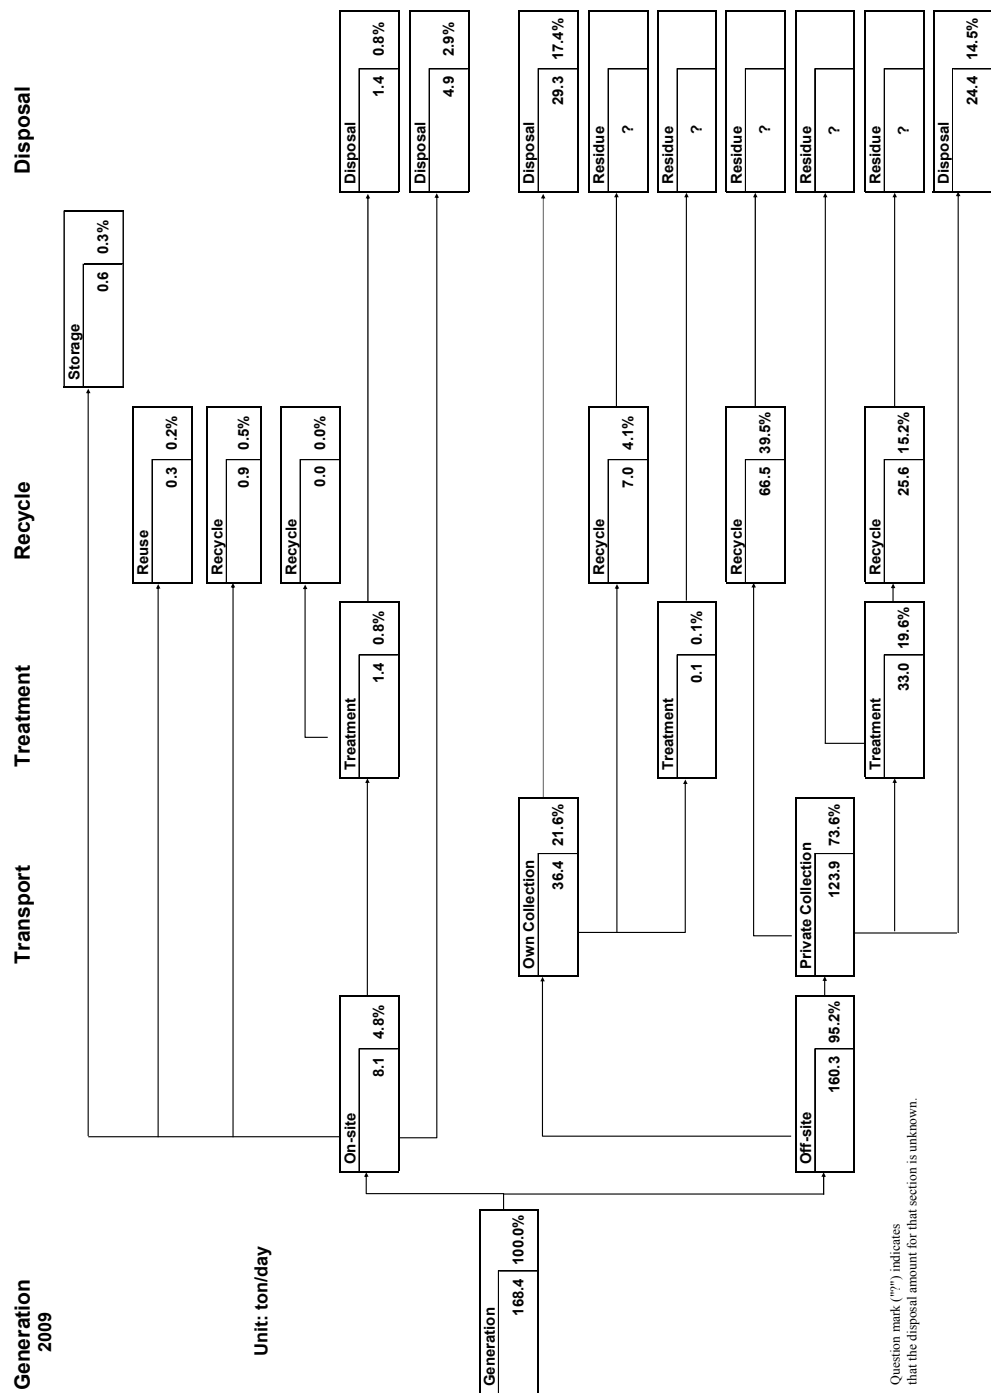 Generation Transport Treatment Recycle Disposal
2009
Unit: ton/day
Storage
0.6 0.3%
Reuse
0.3 0.2%
Recycle
0.9 0.5%
Recycle
0.0 0.0%
On-site
8.1 4.8%
Treatment
1.4 0.8%
Disposal
1.4 0.8%
Disposal
4.9 2.9%
Generation
168.4 100.0%
Own Collection
36.4 21.6%
Disposal
29.3 17.4%
Recycle
7.0 4.1%
Residue
?
Treatment
0.1 0.1%
Residue
?
Recycle
66.5 39.5%
Residue
?
Off-site
160.3 95.2%
Private Collection
123.9 73.6%
Residue
?
Treatment
33.0 19.6%
Recycle
25.6 15.2%
Residue
?
Disposal
24.4 14.5%
Question mark ("?") indicates
that the disposal amount for that section is unknown.